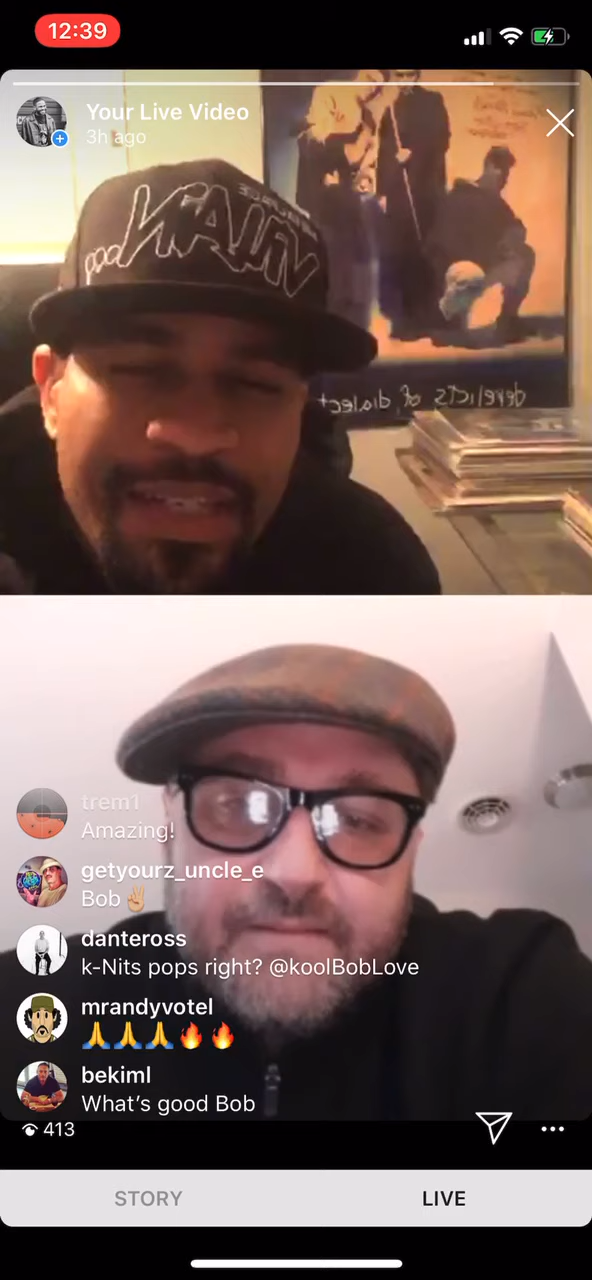 12:39
Your Live Video
3h ago
derelicts of dialect
trem1
Amazing!
getyourz_uncle_e
Bob✌🏼
danteross
k-Nits pops right? @koolBobLove
mrandyvotel
🙏🙏🙏🔥🔥
bekiml
What’s good Bob
413
STORY
LIVE